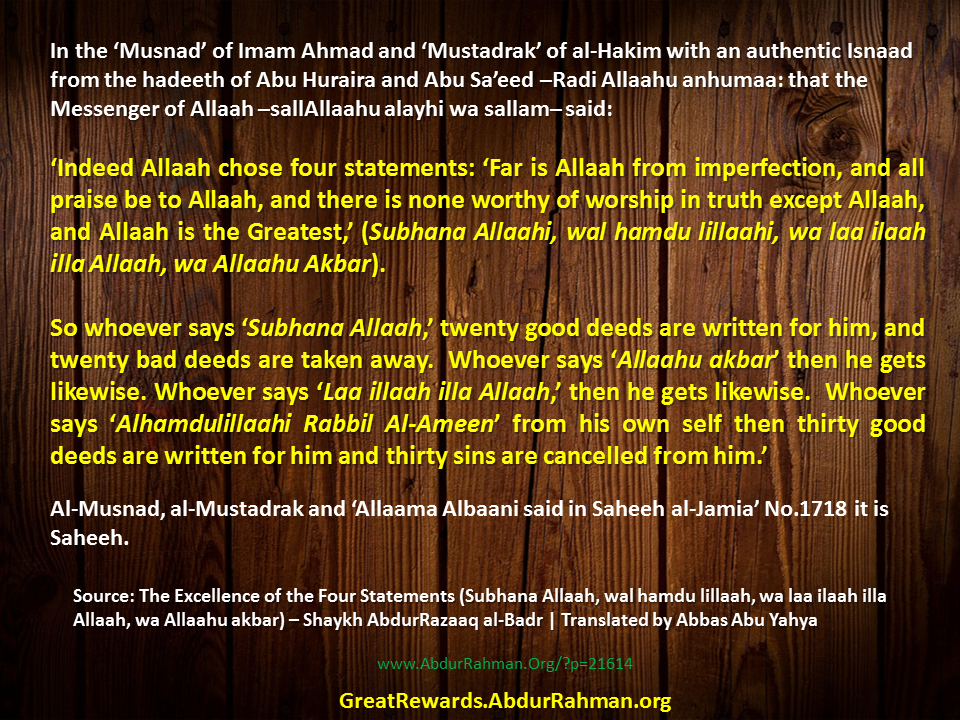 In the ‘Musnad’ of Imam Ahmad and ‘Mustadrak’ of al-Hakim with an authentic Isnaad
from the hadeeth of Abu Huraira and Abu Sa’eed –Radi Allaahu anhumaa: that the
Messenger of Allaah –sallAllaahu alayhi wa sallam– said:
‘Indeed Allaah chose four statements: ‘Far is Allaah from imperfection, and all
praise be to Allaah, and there is none worthy of worship in truth except Allaah,
and Allaah is the Greatest,’ (Subhana Allaahi, wal hamdu lillaahi, wa laa ilaah
illa Allaah, wa Allaahu Akbar).
So whoever says ‘Subhana Allaah,’ twenty good deeds are written for him, and
twenty bad deeds are taken away. Whoever says ‘Allaahu akbar’ then he gets
likewise. Whoever says ‘Laa illaah illa Allaah,’ then he gets likewise. Whoever
says ‘Alhamdulillaahi Rabbil Al-Ameen’ from his own self then thirty good
deeds are written for him and thirty sins are cancelled from him.’
Al-Musnad, al-Mustadrak and ‘Allaama Albaani said in Saheeh al-Jamia’ No.1718 it is
Saheeh.
Source: The Excellence of the Four Statements (Subhana Allaah, wal hamdu lillaah, wa laa ilaah illa
Allaah, wa Allaahu akbar) – Shaykh AbdurRazaaq al-Badr | Translated by Abbas Abu Yahya
www.AbdurRahman.Org/?p=21614
GreatRewards.AbdurRahman.org